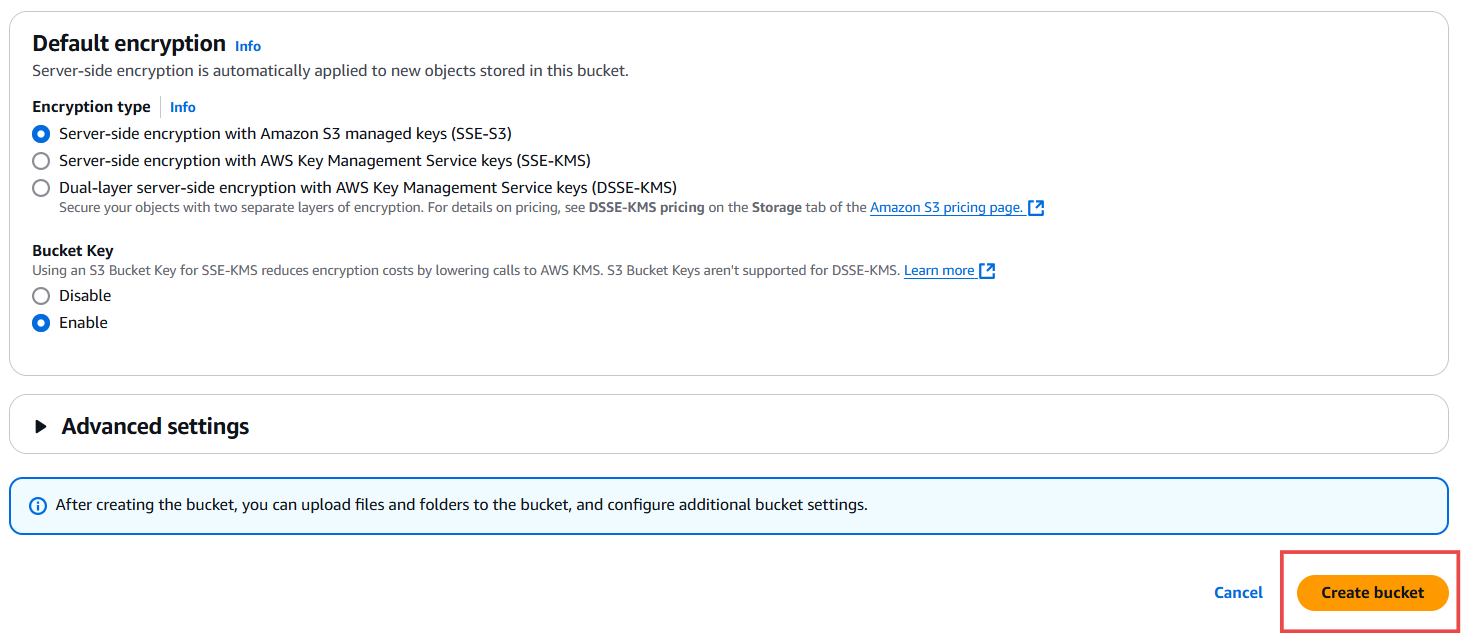 Default encryption Info
Server-side encryption is automatically applied to new objects stored in this bucket.
Encryption type Info
Server-side encryption with Amazon S3 managed keys (SSE-S3)
Server-side encryption with AWS Key Management Service keys (SSE-KMS)
Dual-layer server-side encryption with AWS Key Management Service keys (DSSE-KMS)
Secure your objects with two separate layers of encryption. For details on pricing, see DSSE-KMS pricing on the Storage tab of the Amazon S3 pricing page.
Bucket Key
Using an S3 Bucket Key for SSE-KMS reduces encryption costs by lowering calls to AWS KMS. S3 Bucket Keys aren't supported for DSSE-KMS. Learn more
Disable
Enable
Advanced settings
After creating the bucket, you can upload files and folders to the bucket, and configure additional bucket settings.
Cancel Create bucket